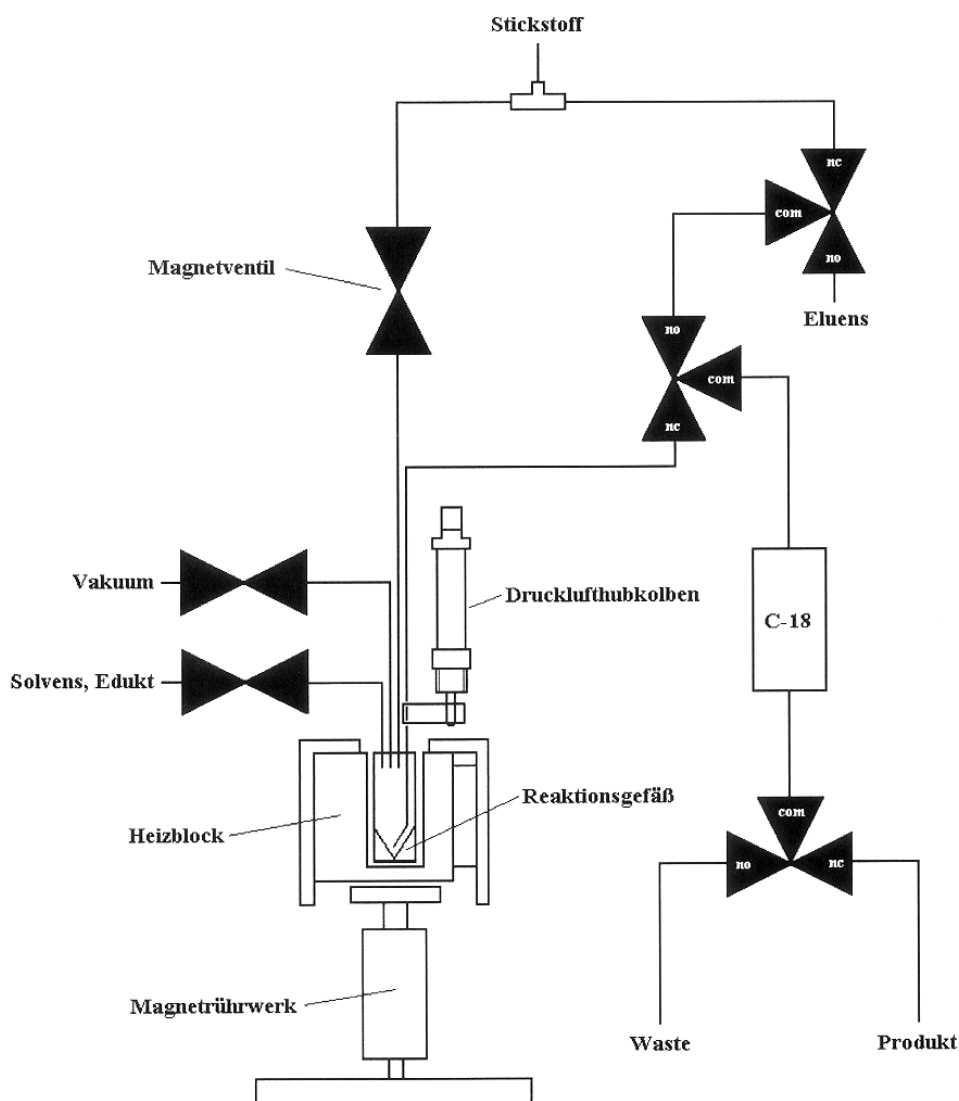 Stickstoff
nc
com
no
Magnetventil
Eluens
no
com
nc
Vakuum
Drucklufthubkolben
C-18
Solvens, Edukt
Reaktionsgefäß
Heizblock
com
no
nc
Magnetrührwerk
Waste
Produkt